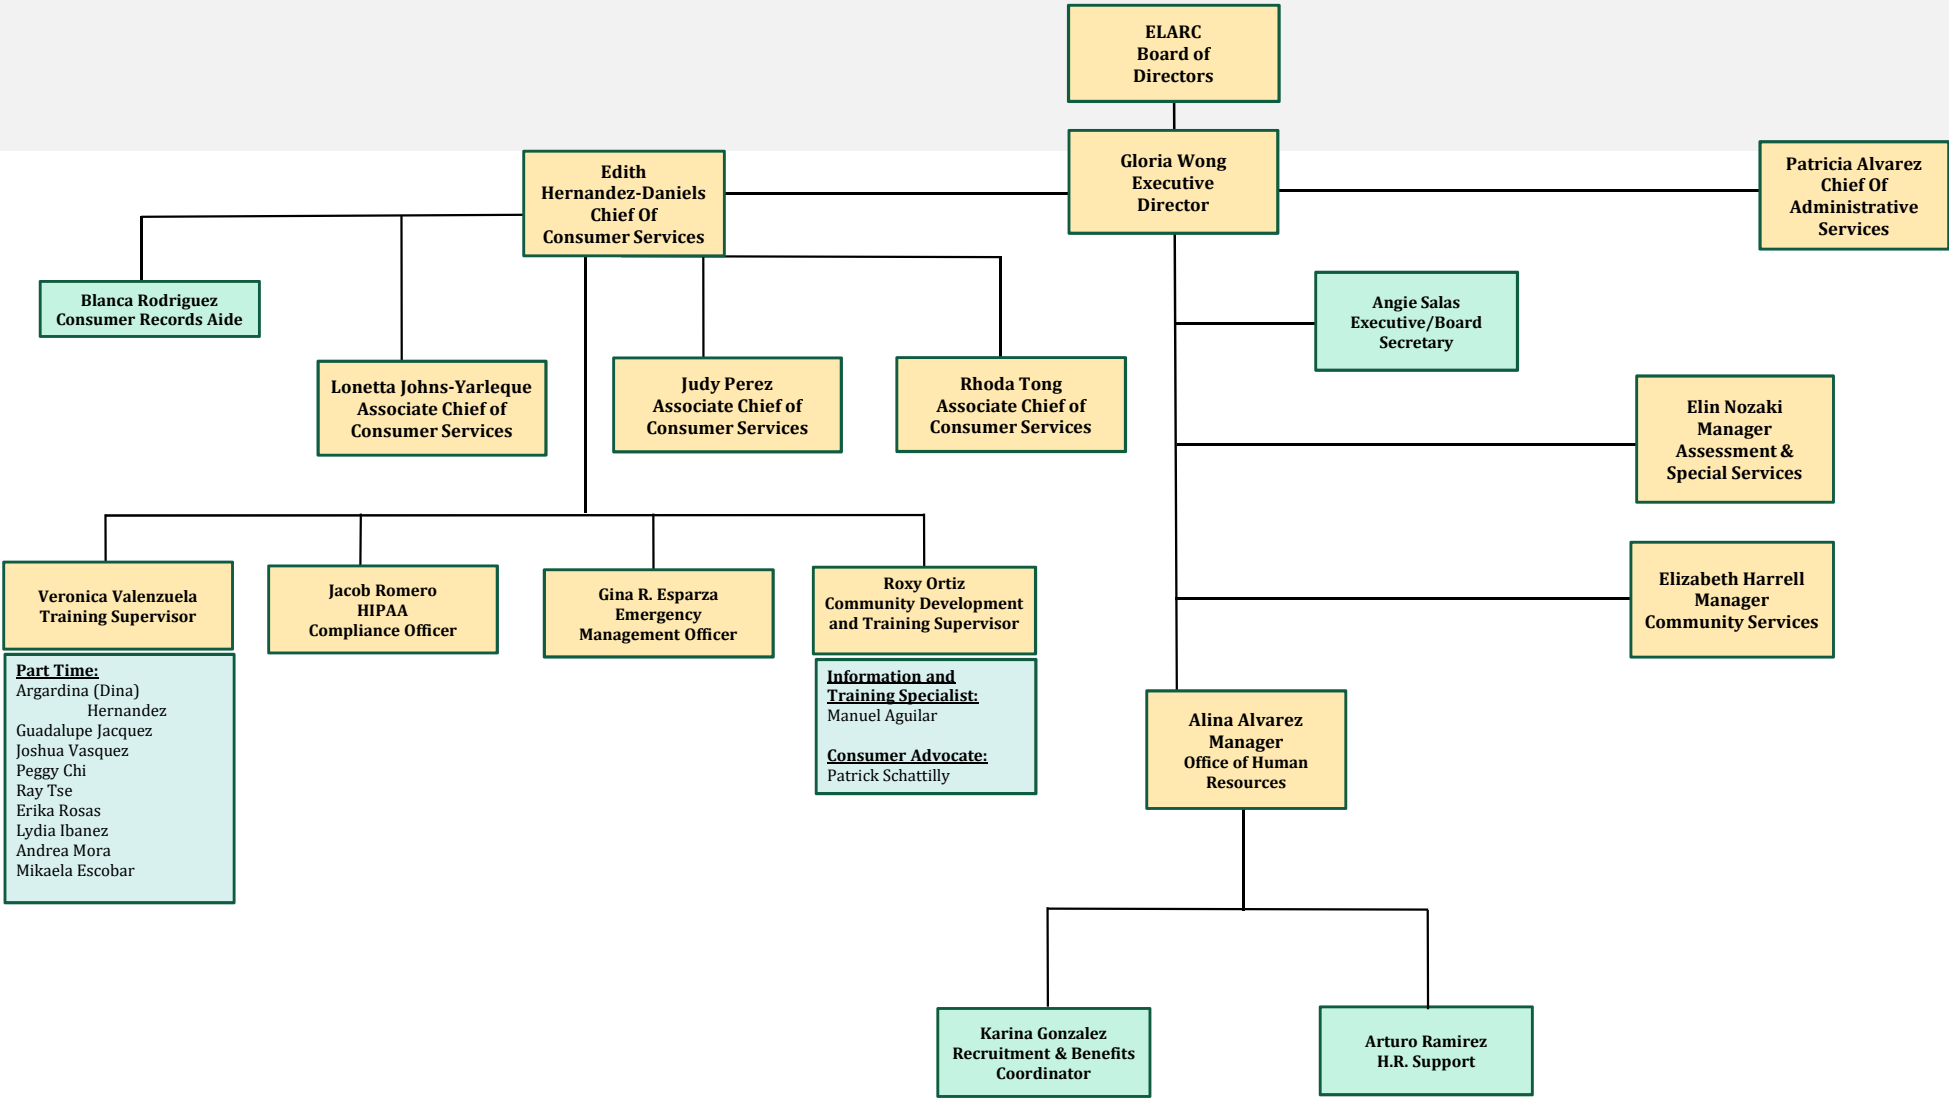 ELARC
Board of
Directors
Gloria Wong
Executive
Director
Edith
Hernandez-Daniels
Chief Of
Consumer Services
Patricia Alvarez
Chief Of
Administrative
Services
Blanca Rodriguez
Consumer Records Aide
Angie Salas
Executive/Board
Secretary
Lonetta Johns-Yarleque
Associate Chief of
Consumer Services
Judy Perez
Associate Chief of
Consumer Services
Rhoda Tong
Associate Chief of
Consumer Services
Elin Nozaki
Manager
Assessment &
Special Services
Veronica Valenzuela
Training Supervisor
Jacob Romero
HIPAA
Compliance Officer
Gina R. Esparza
Emergency
Management Officer
Roxy Ortiz
Community Development
and Training Supervisor
Elizabeth Harrell
Manager
Community Services
Part Time:
Argardina (Dina)
Hernandez
Guadalupe Jacquez
Joshua Vasquez
Peggy Chi
Ray Tse
Erika Rosas
Lydia Ibanez
Andrea Mora
Mikaela Escobar
Information and
Training Specialist:
Manuel Aguilar
Consumer Advocate:
Patrick Schattilly
Alina Alvarez
Manager
Office of Human
Resources
Karina Gonzalez
Recruitment & Benefits
Coordinator
Arturo Ramirez
H.R. Support